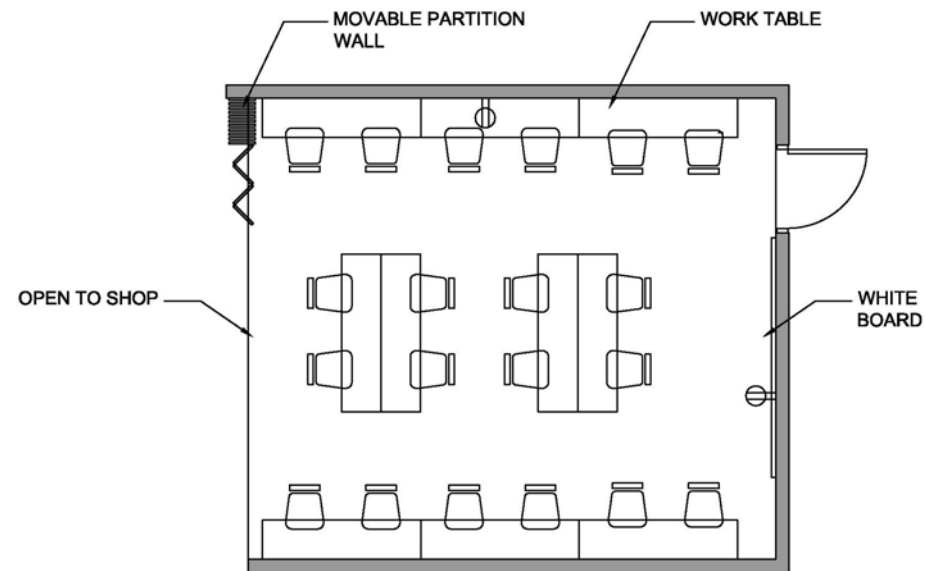 MOVABLE PARTITION
WALL
WORK TABLE
OPEN TO SHOP
WHITE
BOARD